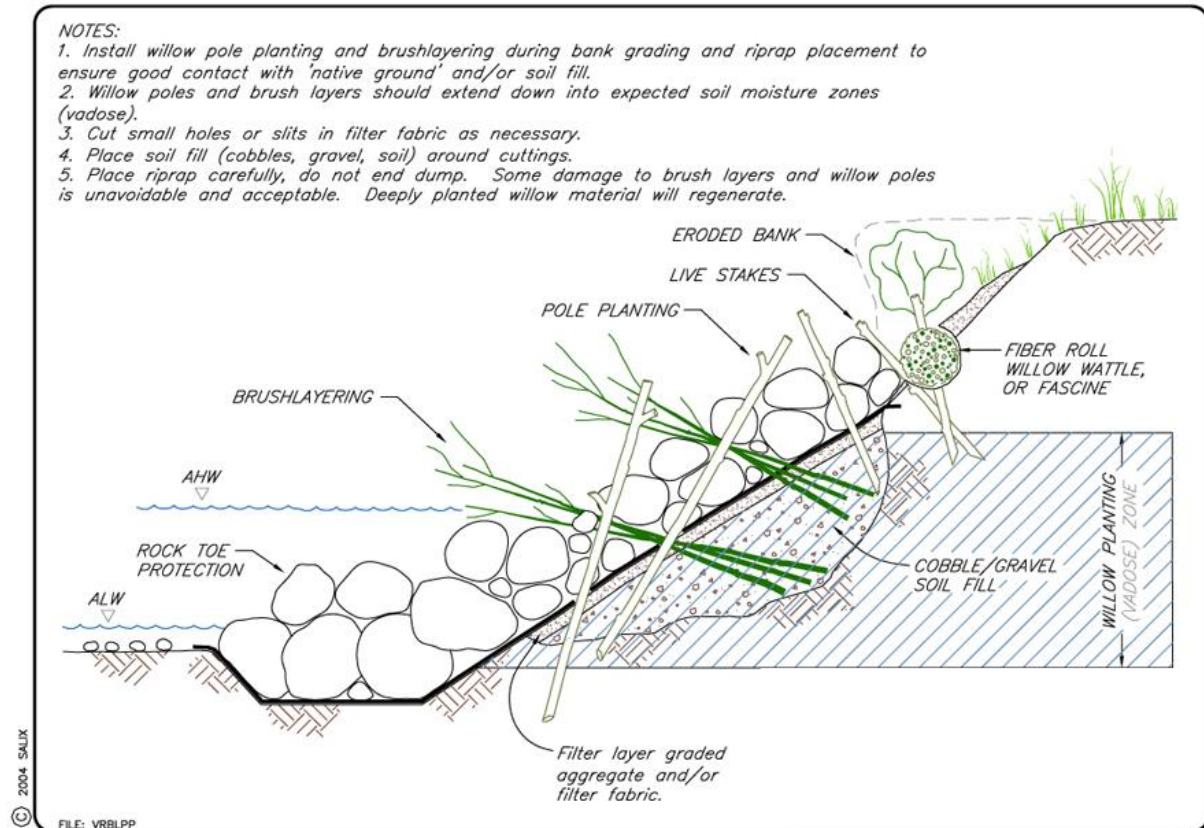 NOTES:
1. Install willow pole planting and brushlayering during bank grading and riprap placement to
ensure good contact with 'native ground' and/or soil fill.
2. Willow poles and brush layers should extend down into expected soil moisture zones
(vadose).
3. Cut small holes or slits in filter fabric as necessary.
4. Place soil fill (cobbles, gravel, soil) around cuttings.
5. Place riprap carefully, do not end dump. Some damage to brush layers and willow poles
is unavoidable and acceptable. Deeply planted willow material will regenerate.
ERODED BANK
LIVE STAKES
POLE PLANTING
FIBER ROLL
WILLOW WATTLE,
OR FASCINE
BRUSHLAYERING
AHW
ROCK TOE
PROTECTION
ALW
COBBLE/GRAVEL
SOIL FILL
WILLOW PLANTING
(VADOSE) ZONE
Filter layer graded
aggregate and/or
filter fabric.
© 2004 SALIX
FILE: VRBLPP